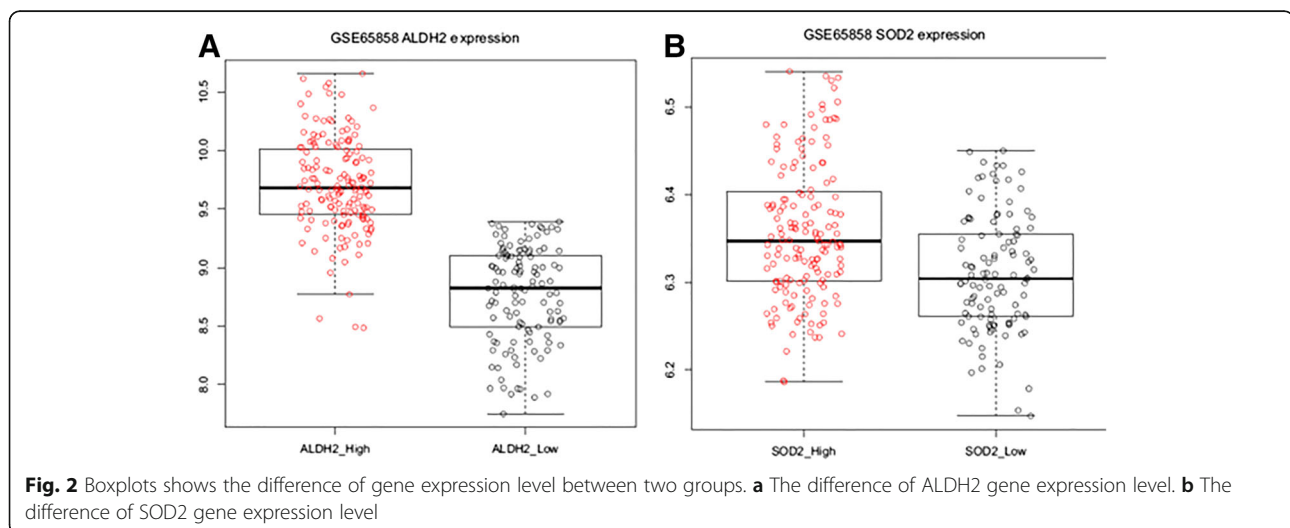 A
GSE65858 ALDH2 expression
10.5
10.0
9.5
9.0
8.5
8.0
ALDH2_High
ALDH2_Low
B
GSE65858 SOD2 expression
6.5
6.4
6.3
6.2
SOD2_High
SOD2_Low
Fig. 2 Boxplots shows the difference of gene expression level between two groups. a The difference of ALDH2 gene expression level. b The
difference of SOD2 gene expression level